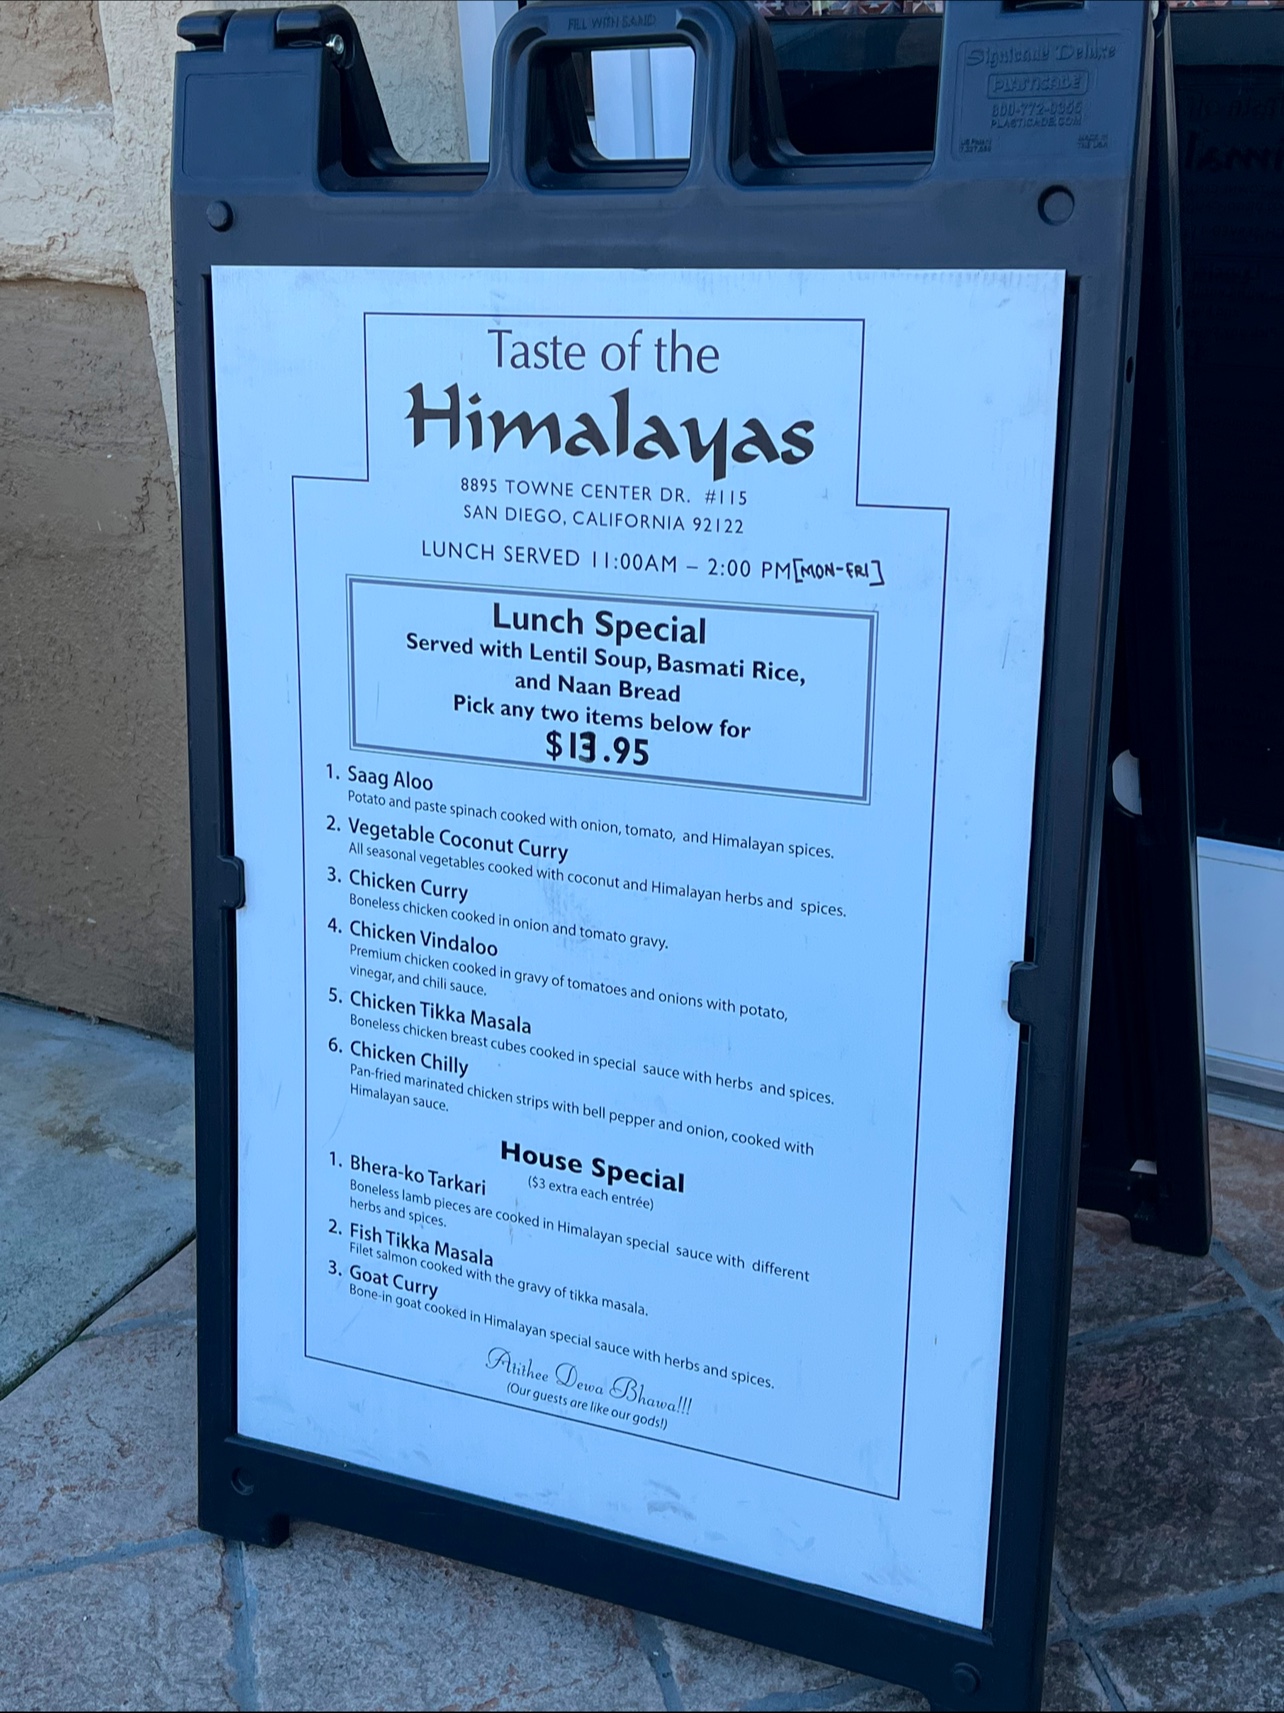 FILL WITH SAND
Signicade Deluxe
PLASTICADE
800-772-0355
PLASTICADE.COM
MADE IN
THE USA
Taste of the
Himalayas
8895 TOWNE CENTER DR. #115
SAN DIEGO, CALIFORNIA 92122
LUNCH SERVED 11:00AM – 2:00 PM [MON-FRI]
Lunch Special
Served with Lentil Soup, Basmati Rice,
and Naan Bread
Pick any two items below for
$13.95
1. Saag Aloo
Potato and paste spinach cooked with onion, tomato, and Himalayan spices.
2. Vegetable Coconut Curry
All seasonal vegetables cooked with coconut and Himalayan herbs and spices.
3. Chicken Curry
Boneless chicken cooked in onion and tomato gravy.
4. Chicken Vindaloo
Premium chicken cooked in gravy of tomatoes and onions with potato,
vinegar, and chili sauce.
5. Chicken Tikka Masala
Boneless chicken breast cubes cooked in special sauce with herbs and spices.
6. Chicken Chilly
Pan-fried marinated chicken strips with bell pepper and onion, cooked with
Himalayan sauce.
House Special
($3 extra each entrée)
1. Bhera-ko Tarkari
Boneless lamb pieces are cooked in Himalayan special sauce with different
herbs and spices.
2. Fish Tikka Masala
Filet salmon cooked with the gravy of tikka masala.
3. Goat Curry
Bone-in goat cooked in Himalayan special sauce with herbs and spices.
Atithee Dewa Bhawa!!!
(Our guests are like our gods!)